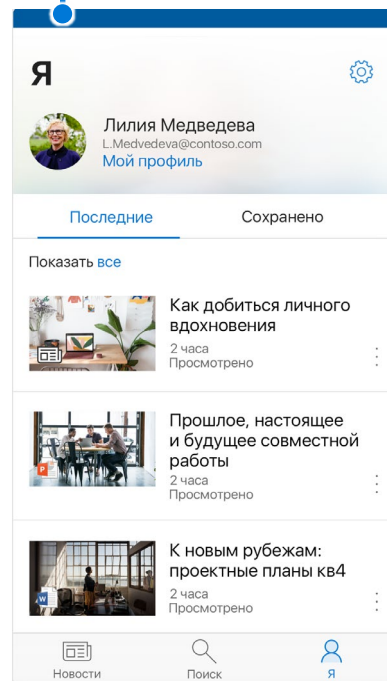 Я
Лилия Медведева
L.Medvedeva@contoso.com
Мой профиль
Последние Сохранено
Показать все
Как добиться личного
вдохновения
2 часа
Просмотрено
Прошлое, настоящее
и будущее совместной
работы
2 часа
Просмотрено
К новым рубежам:
проектные планы кв4
2 часа
Просмотрено
Новости Поиск Я